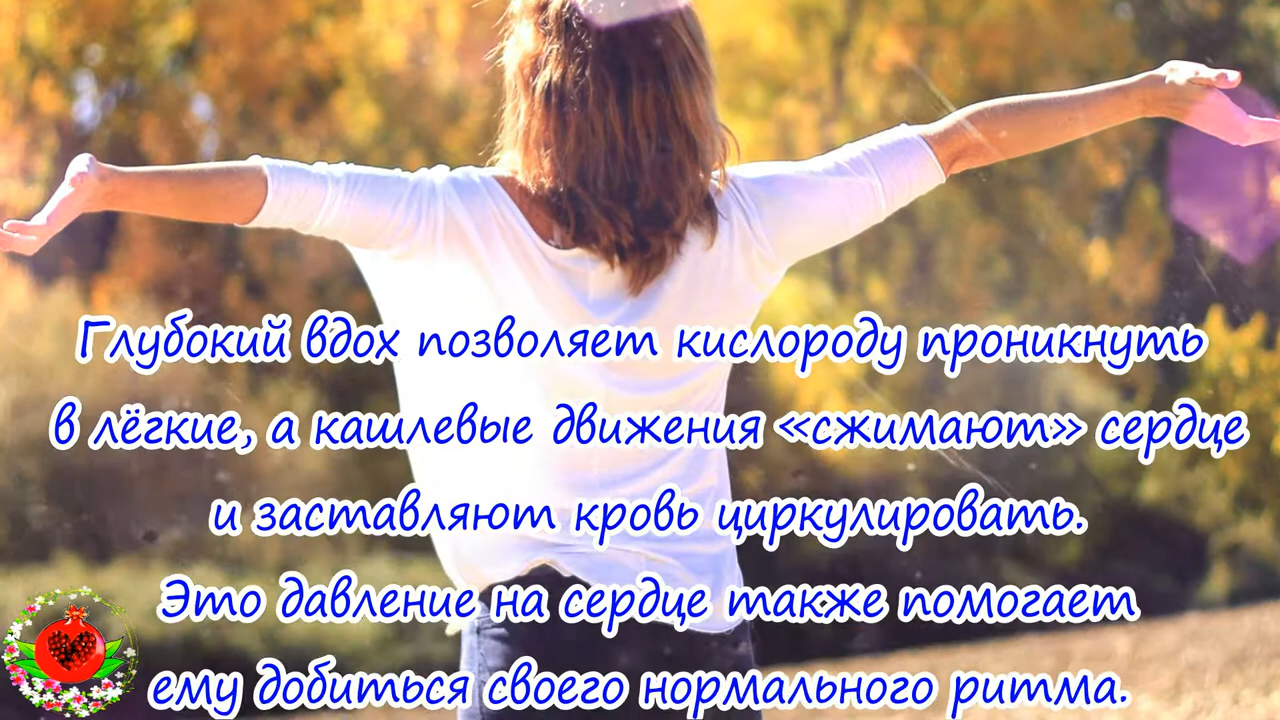 Глубокий вдох позволяет кислороду проникнуть
в лёгкие, а кашлевые движения «сжимают» сердце
и заставляют кровь циркулировать.
Это давление на сердце также помогает
ему добиться своего нормального ритма.